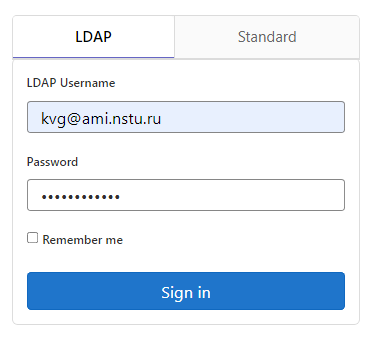 LDAP
Standard
LDAP Username
kvg@ami.nstu.ru
Password
••••••••••••
Remember me
Sign in